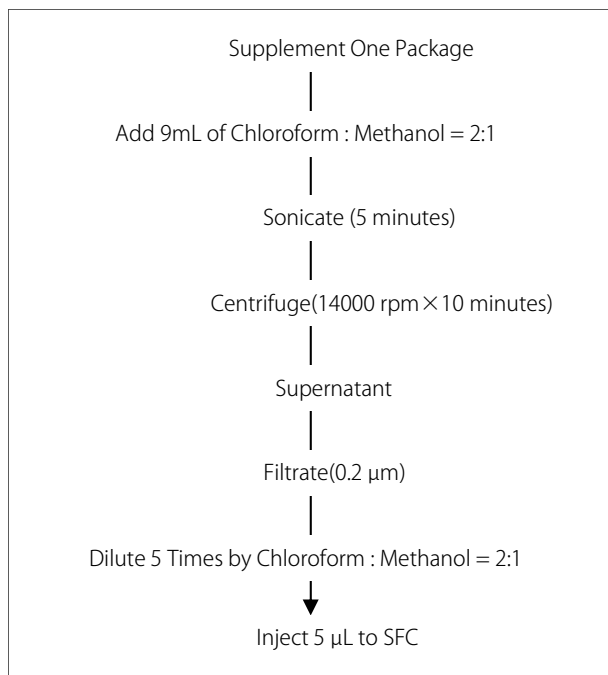 Supplement One Package
Add 9mL of Chloroform : Methanol = 2:1
Sonicate (5 minutes)
Centrifuge(14000 rpm×10 minutes)
Supernatant
Filtrate(0.2 μm)
Dilute 5 Times by Chloroform : Methanol = 2:1
Inject 5 μL to SFC